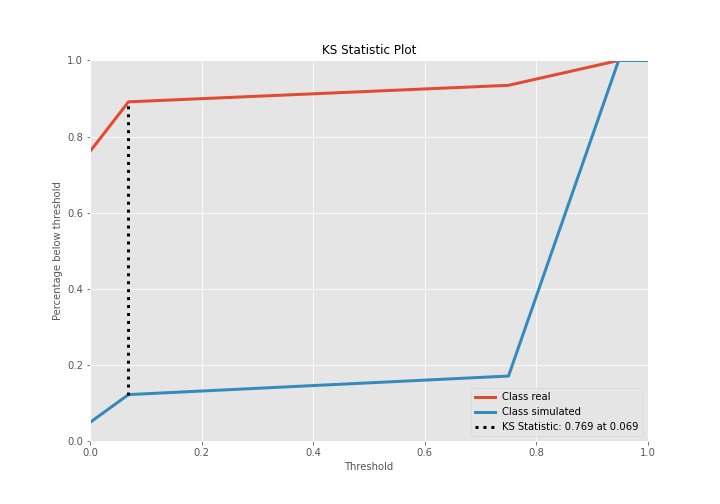 KS Statistic Plot
1.0
0.8
0.6
0.4
0.2
0.0
Percentage below threshold
Class real
Class simulated
KS Statistic: 0.769 at 0.069
0.0 0.2 0.4 0.6 0.8 1.0
Threshold